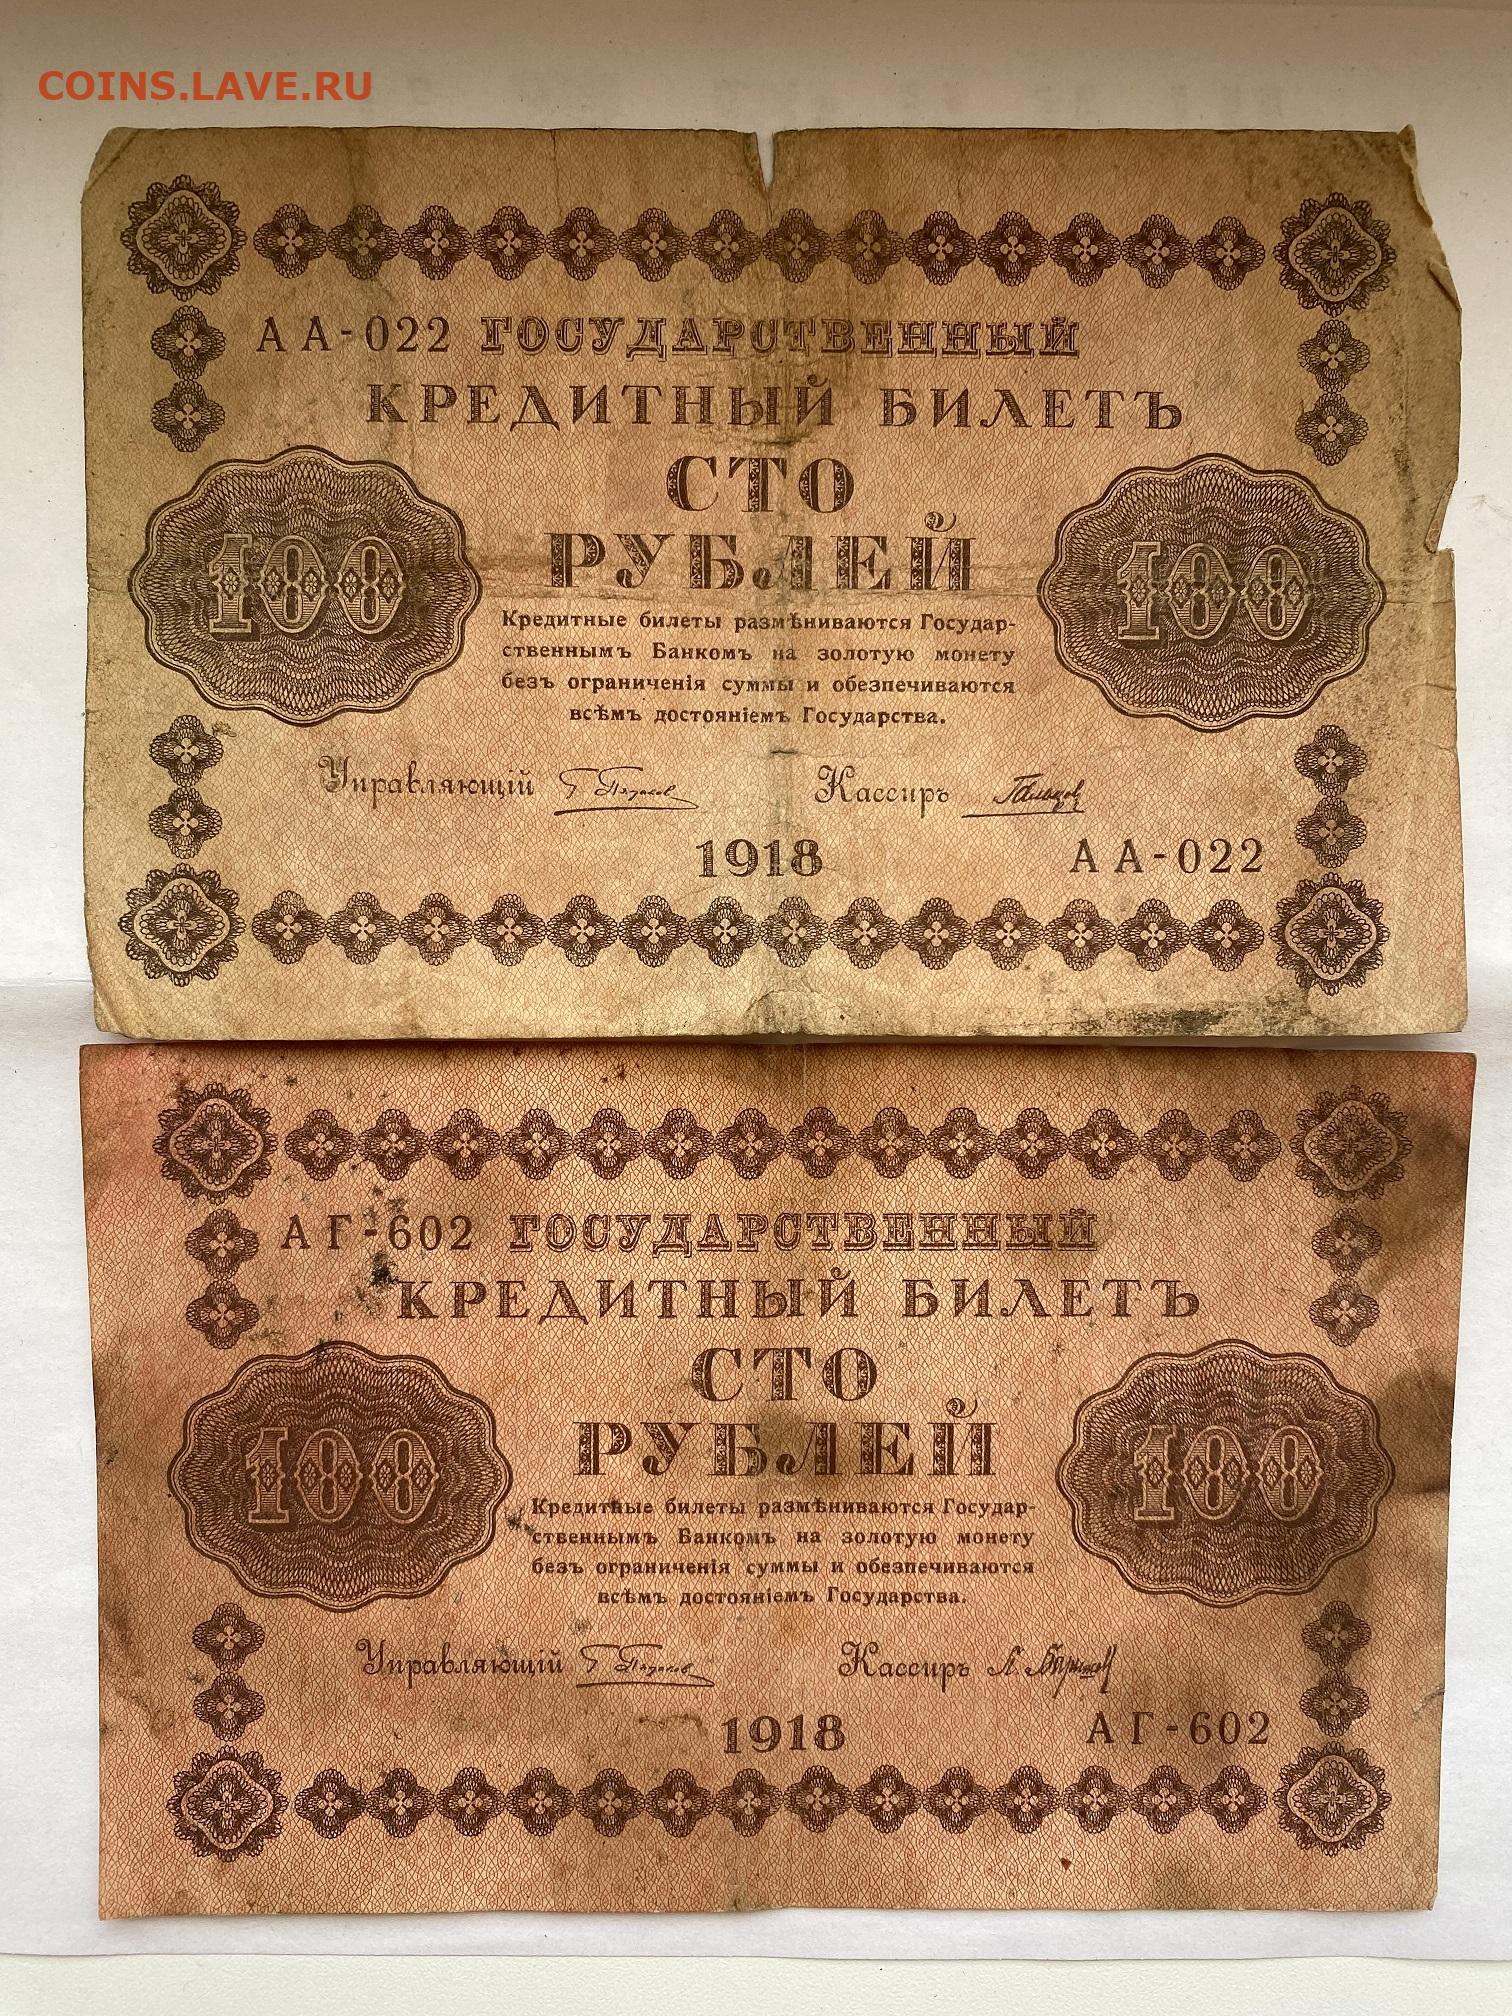 COINS.LAVE.RU
АА-022 ГОСУДАРСТВЕННЫЙ
КРЕДИТНЫЙ БИЛЕТЪ
СТО
РУБЛЕЙ
100 100
Кредитные билеты размѣниваются Государ-
ственнымъ Банкомъ на золотую монету
безъ ограниченія суммы и обезпечиваются
всѣмъ достояніемъ Государства.
Управляющій Г. Пятаков Кассиръ Гальцов
1918 АА-022
АГ-602 ГОСУДАРСТВЕННЫЙ
КРЕДИТНЫЙ БИЛЕТЪ
СТО
РУБЛЕЙ
100 100
Кредитные билеты размѣниваются Государ-
ственнымъ Банкомъ на золотую монету
безъ ограниченія суммы и обезпечиваются
всѣмъ достояніемъ Государства.
Управляющій Г. Пятаков Кассиръ
1918 АГ-602